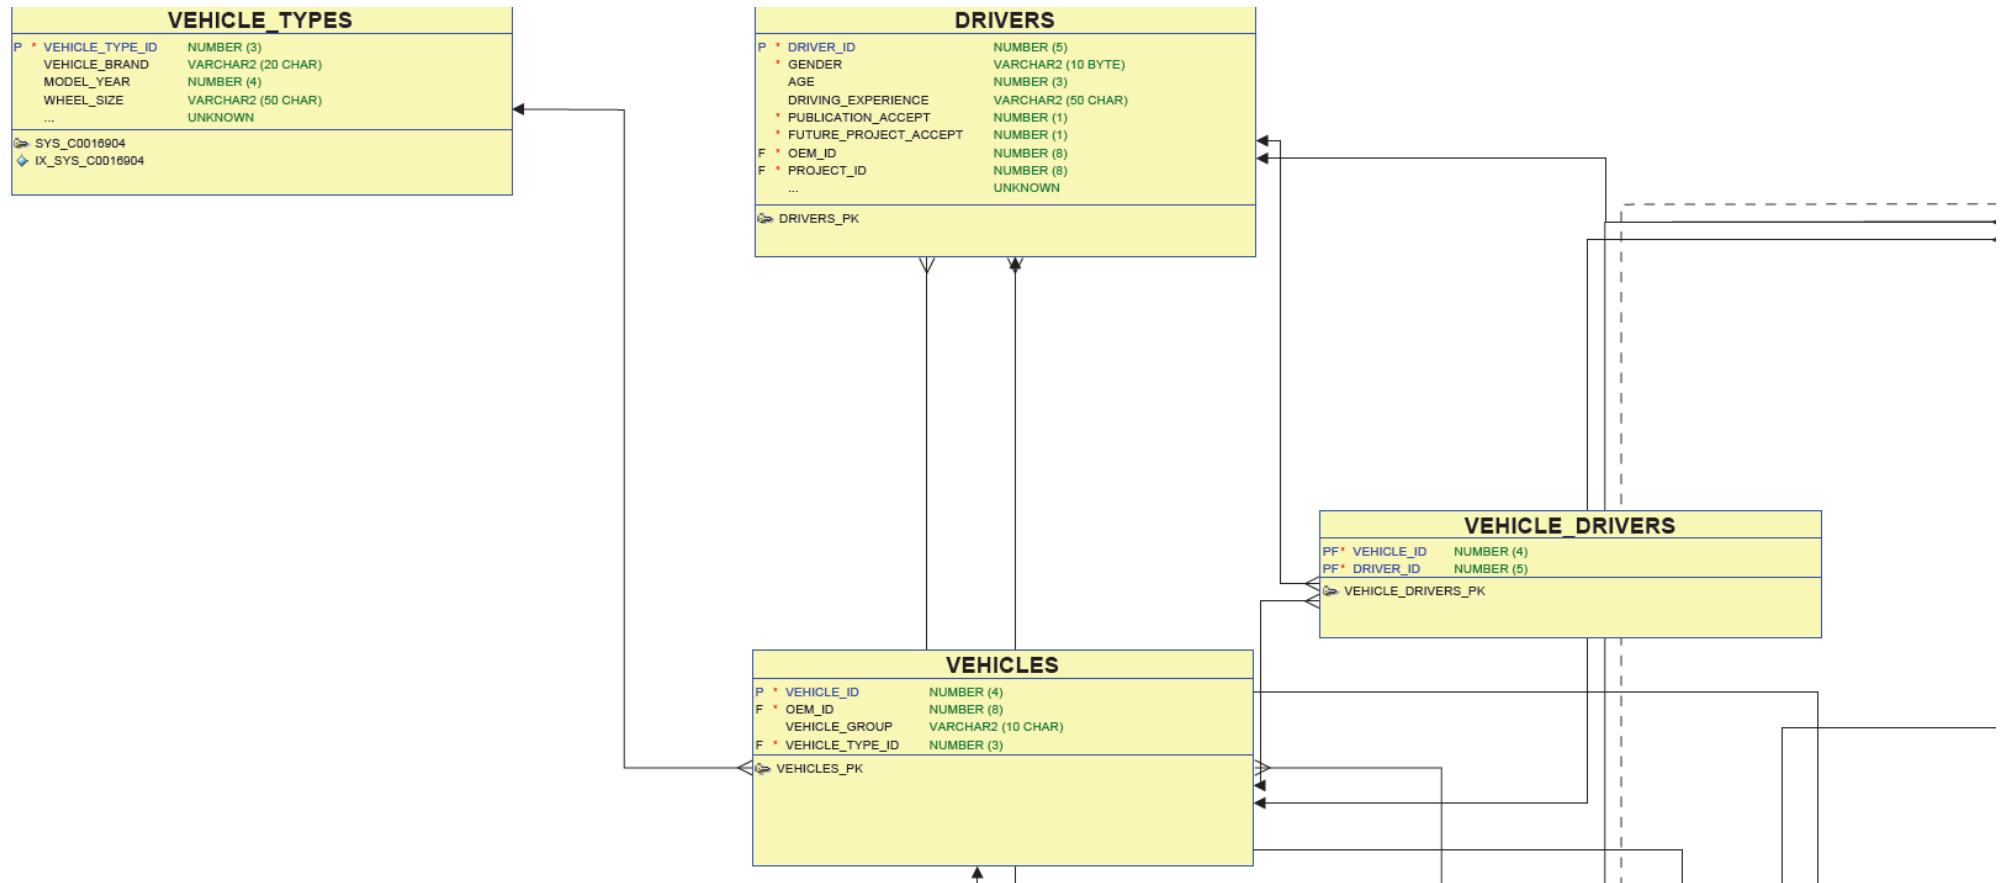 VEHICLE_TYPES
P * VEHICLE_TYPE_ID NUMBER (3)
VEHICLE_BRAND VARCHAR2 (20 CHAR)
MODEL_YEAR NUMBER (4)
WHEEL_SIZE VARCHAR2 (50 CHAR)
... UNKNOWN
SYS_C0016904
IX_SYS_C0016904
DRIVERS
P * DRIVER_ID NUMBER (5)
* GENDER VARCHAR2 (10 BYTE)
AGE NUMBER (3)
DRIVING_EXPERIENCE VARCHAR2 (50 CHAR)
* PUBLICATION_ACCEPT NUMBER (1)
* FUTURE_PROJECT_ACCEPT NUMBER (1)
F * OEM_ID NUMBER (8)
F * PROJECT_ID NUMBER (8)
... UNKNOWN
DRIVERS_PK
VEHICLE_DRIVERS
PF* VEHICLE_ID NUMBER (4)
PF* DRIVER_ID NUMBER (5)
VEHICLE_DRIVERS_PK
VEHICLES
P * VEHICLE_ID NUMBER (4)
F * OEM_ID NUMBER (8)
VEHICLE_GROUP VARCHAR2 (10 CHAR)
F * VEHICLE_TYPE_ID NUMBER (3)
VEHICLES_PK